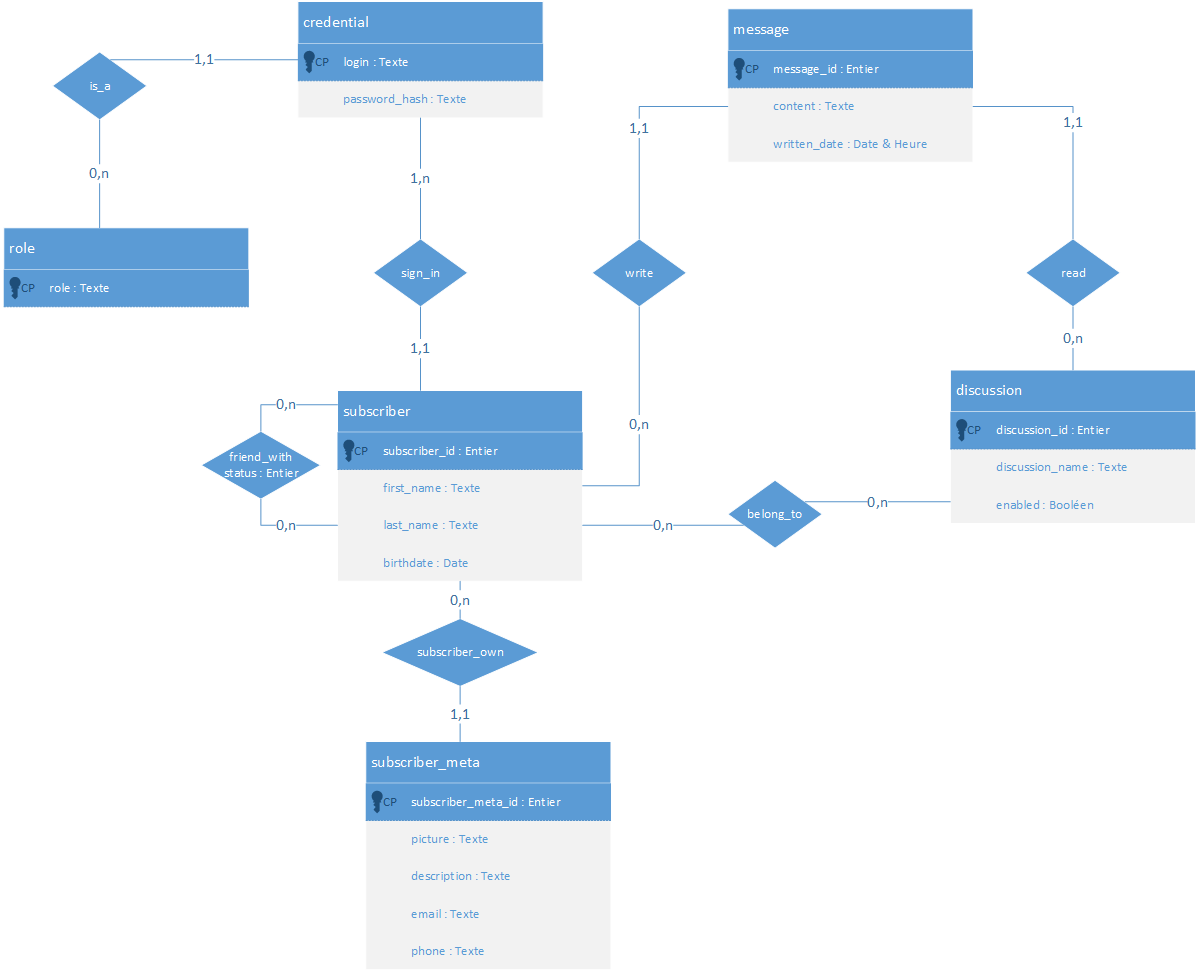 credential
CP login : Texte
password_hash : Texte
message
CP message_id : Entier
content : Texte
written_date : Date & Heure
1,1
is_a
0,n
1,n
1,1
1,1
role
CP role : Texte
sign_in
write
read
1,1
0,n
0,n
0,n
subscriber
CP subscriber_id : Entier
first_name : Texte
last_name : Texte
birthdate : Date
friend_with
status : Entier
0,n
discussion
CP discussion_id : Entier
discussion_name : Texte
enabled : Booléen
0,n
belong_to
0,n
0,n
subscriber_own
1,1
subscriber_meta
CP subscriber_meta_id : Entier
picture : Texte
description : Texte
email : Texte
phone : Texte